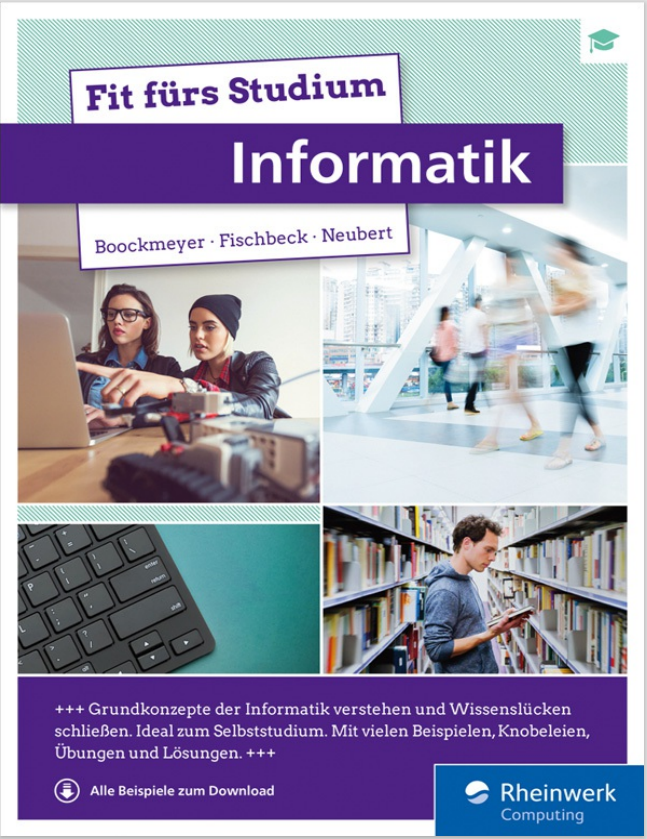 Fit fürs Studium
Informatik
Boockmeyer · Fischbeck · Neubert
+++ Grundkonzepte der Informatik verstehen und Wissenslücken
schließen. Ideal zum Selbststudium. Mit vielen Beispielen, Knobeleien,
Übungen und Lösungen. +++
Alle Beispiele zum Download
Rheinwerk
Computing